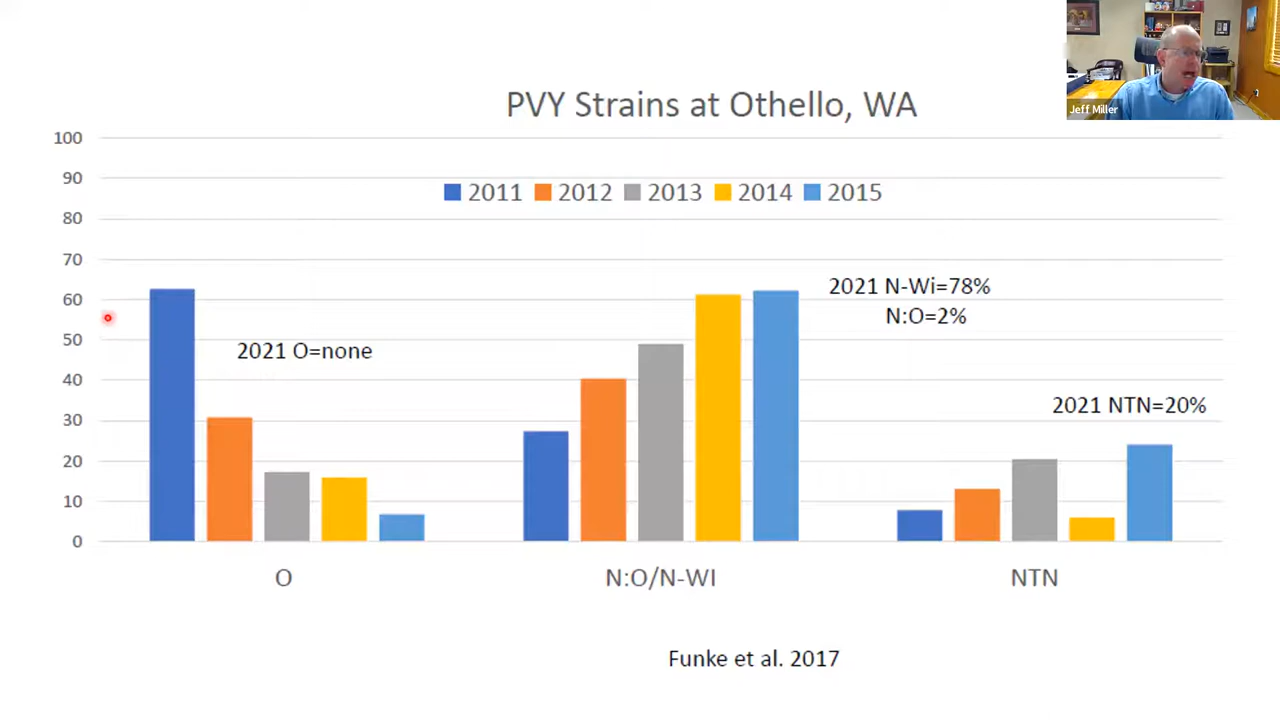 Jeff Miller
PVY Strains at Othello, WA
100
90
80
70
60
50
40
30
20
10
0
2011 2012 2013 2014 2015
2021 O=none
2021 N-Wi=78%
N:O=2%
2021 NTN=20%
O N:O/N-WI NTN
Funke et al. 2017